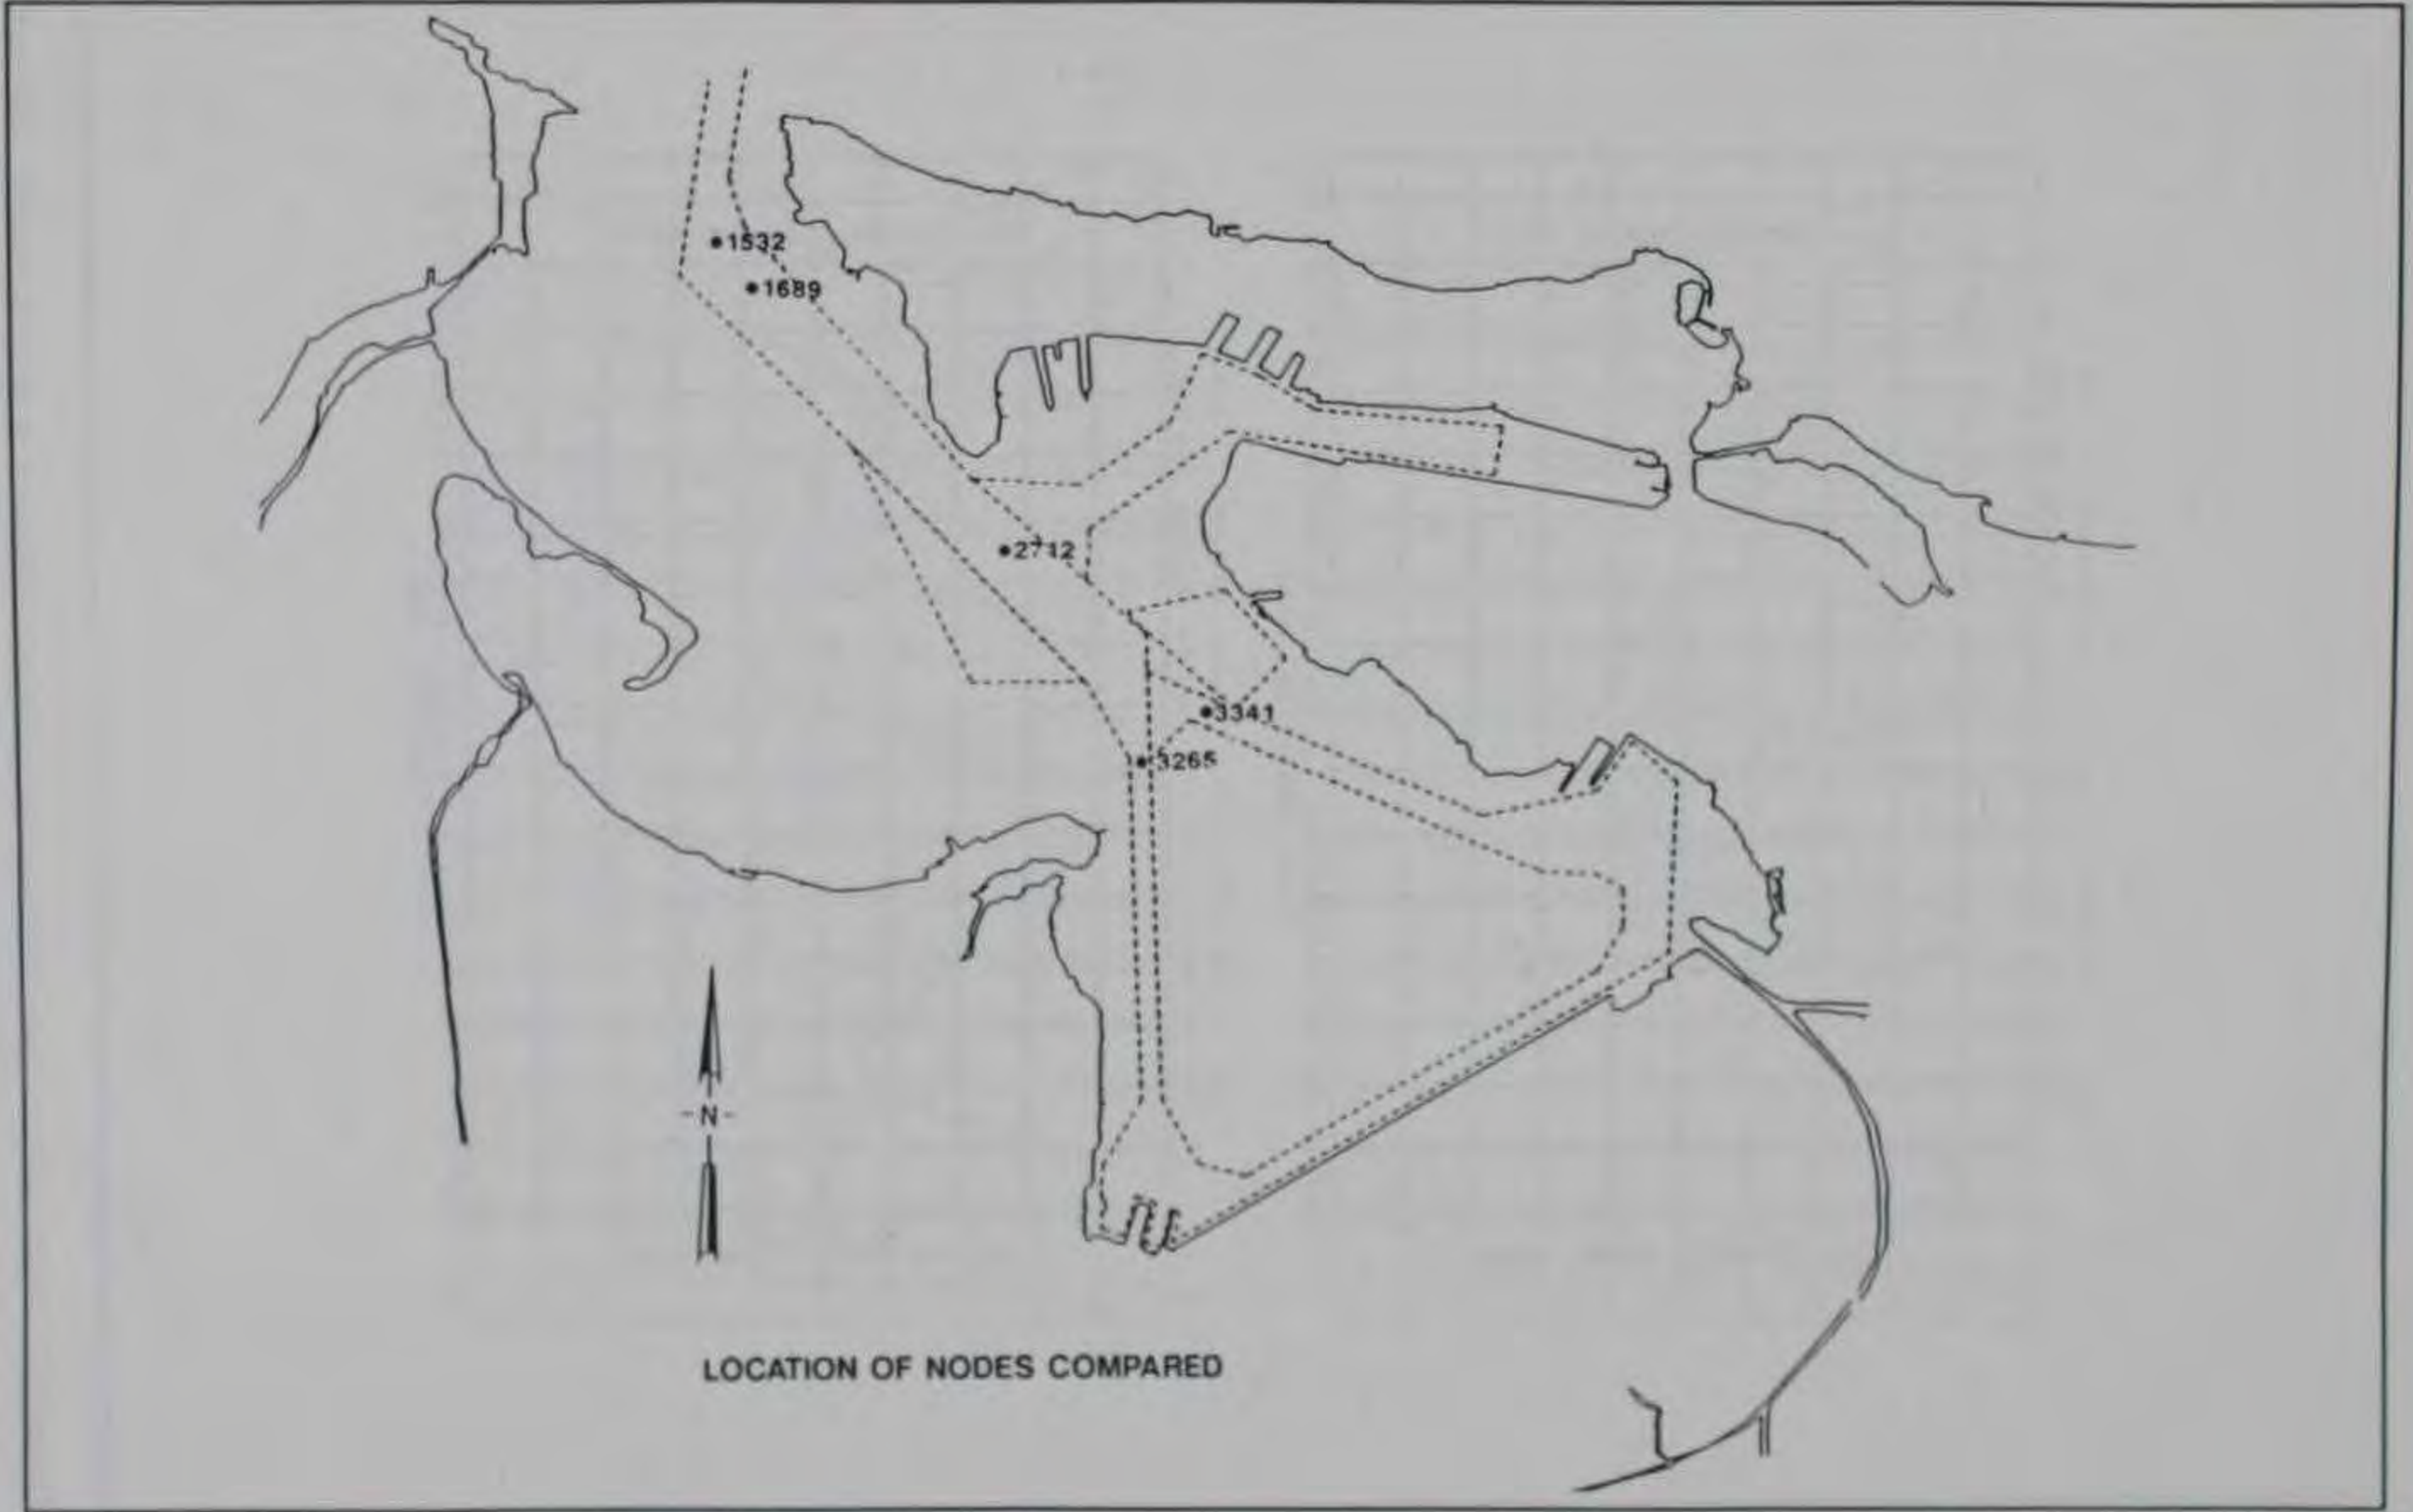 1532
1689
2712
3341
3265
-N-
LOCATION OF NODES COMPARED